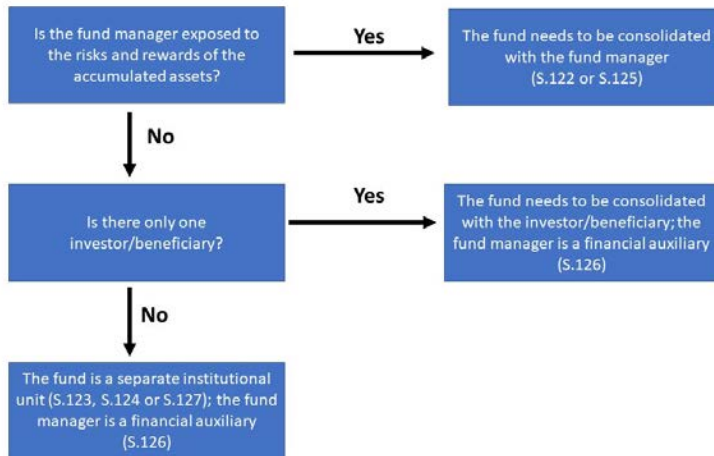 Is the fund manager exposed to
the risks and rewards of the
accumulated assets?
Yes
The fund needs to be consolidated
with the fund manager
(S.122 or S.125)
No
Is there only one
investor/beneficiary?
Yes
The fund needs to be consolidated
with the investor/beneficiary; the
fund manager is a financial auxiliary
(S.126)
No
The fund is a separate institutional
unit (S.123, S.124 or S.127); the fund
manager is a financial auxiliary
(S.126)